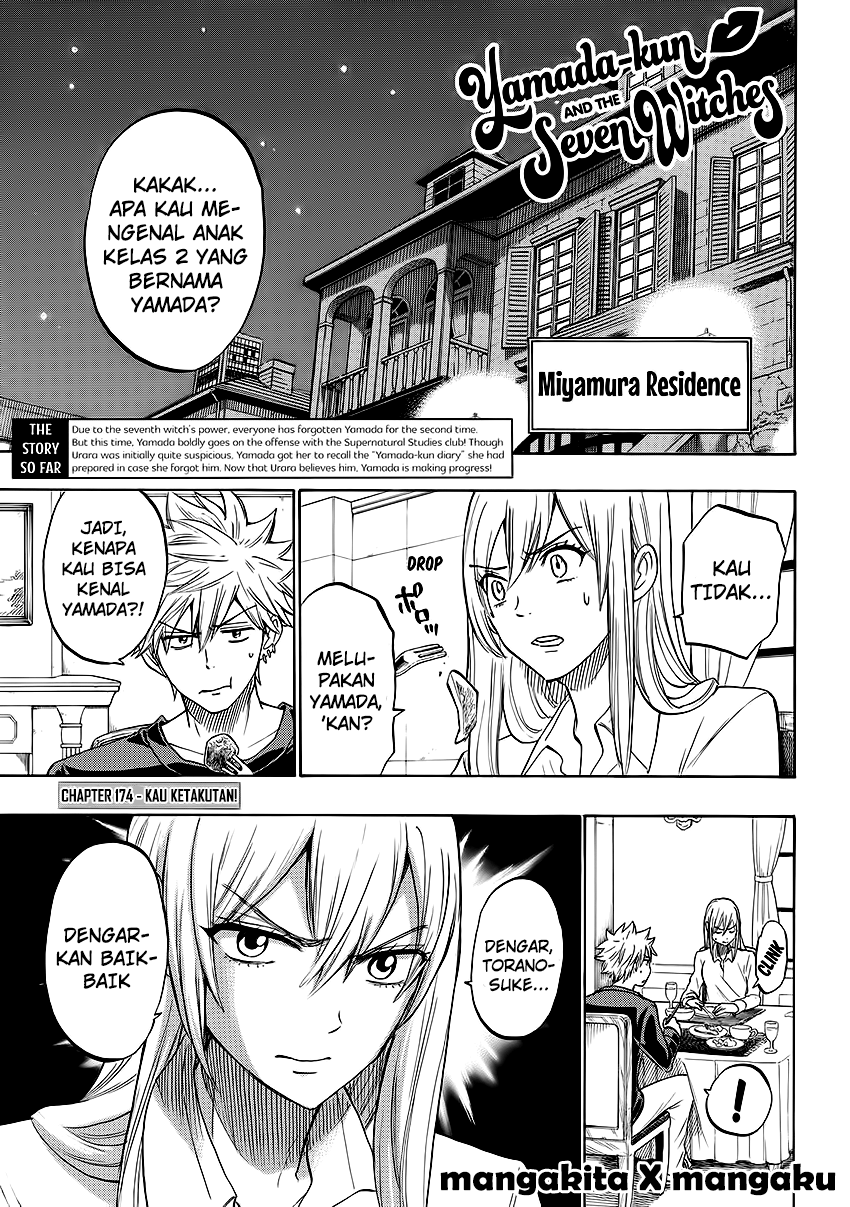 Yamada-kun
AND THE
Seven Witches
KAKAK...
APA KAU ME-
NGENAL ANAK
KELAS 2 YANG
BERNAMA
YAMADA?
Miyamura Residence
THE
STORY
SO FAR
Due to the seventh witch's power, everyone has forgotten Yamada for the second time.
But this time, Yamada boldly goes on the offense with the Supernatural Studies club! Though
Urara was initially quite suspicious, Yamada got her to recall the "Yamada-kun diary" she had
prepared in case she forgot him. Now that Urara believes him, Yamada is making progress!
KAU
TIDAK...
DROP
ポロッ
MELU-
PAKAN
YAMADA,
'KAN?
JADI,
KENAPA
KAU BISA
KENAL
YAMADA?!
CHAPTER 174 - KAU KETAKUTAN!
CLINK
!
DENGAR,
TORANO-
SUKE...
DENGAR-
KAN BAIK-
BAIK
mangakita X mangaku